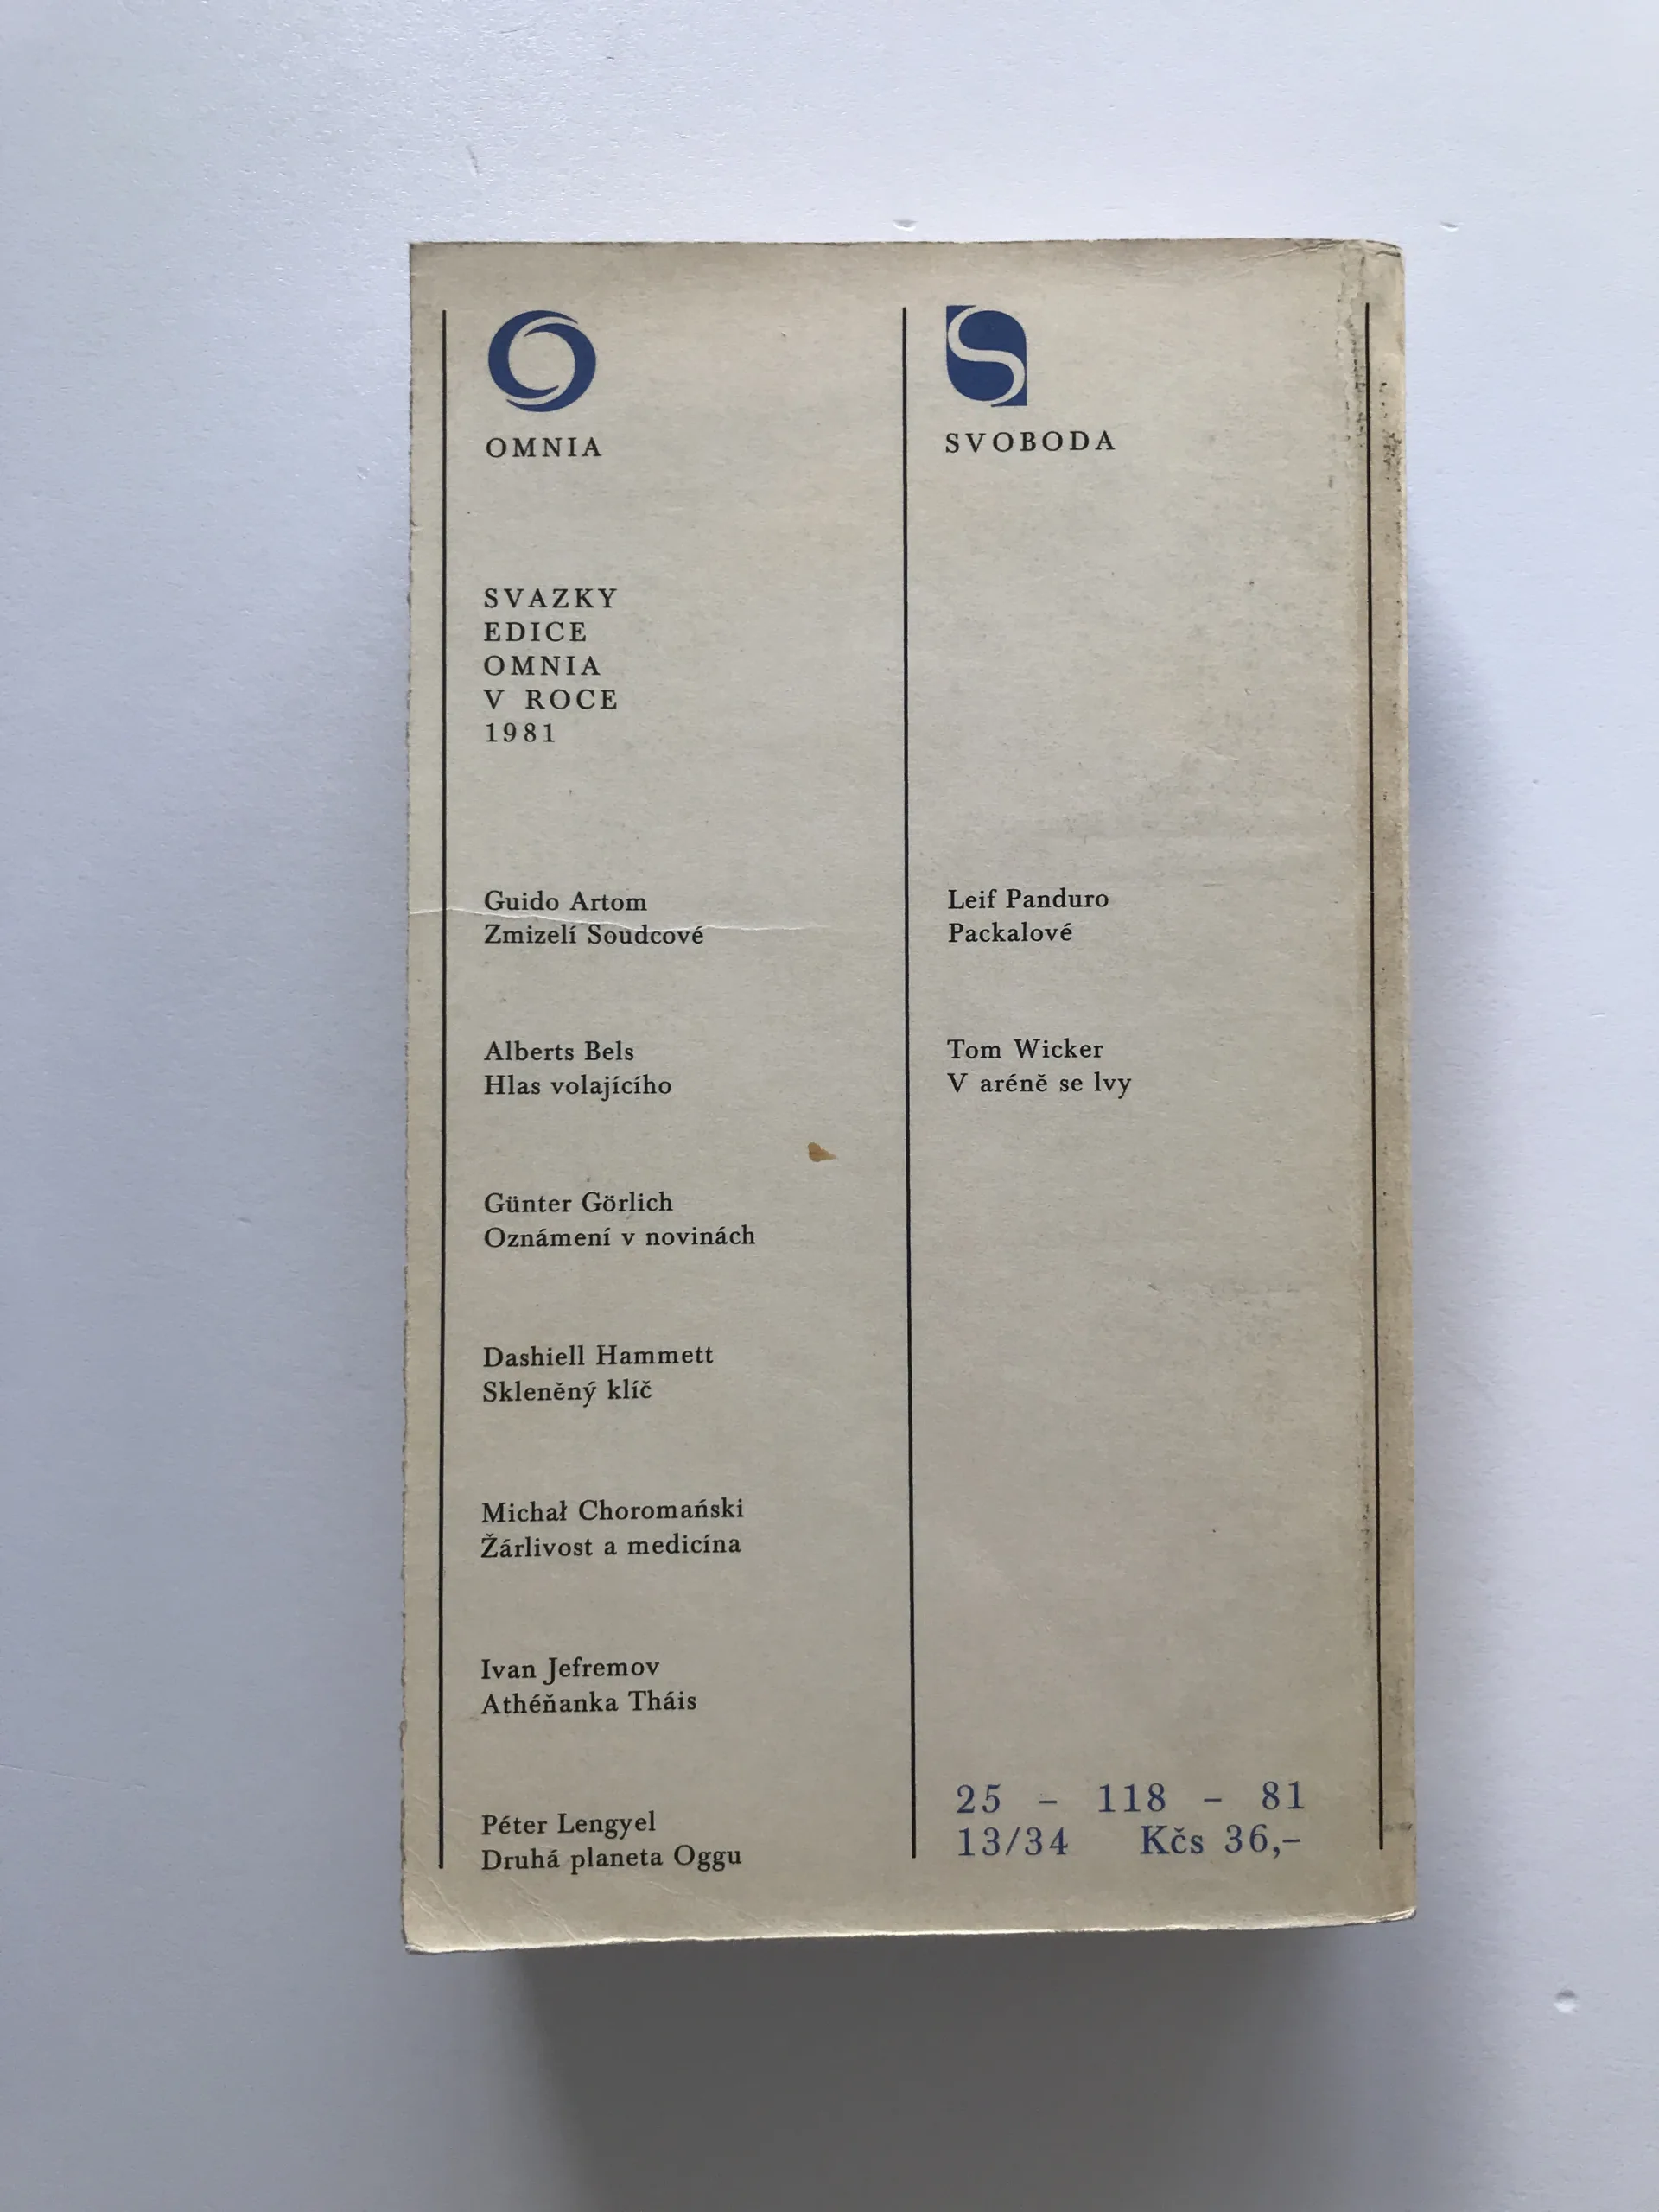 OMNIA
SVAZKY
EDICE
OMNIA
V ROCE
1981
Guido Artom
Zmizelí Soudcové
Alberts Bels
Hlas volajícího
Günter Görlich
Oznámení v novinách
Dashiell Hammett
Skleněný klíč
Michał Choromański
Žárlivost a medicína
Ivan Jefremov
Athéňanka Tháis
Péter Lengyel
Druhá planeta Oggu
S
SVOBODA
Leif Panduro
Packalové
Tom Wicker
V aréně se lvy
25 – 118 – 81
13/34 Kčs 36,–